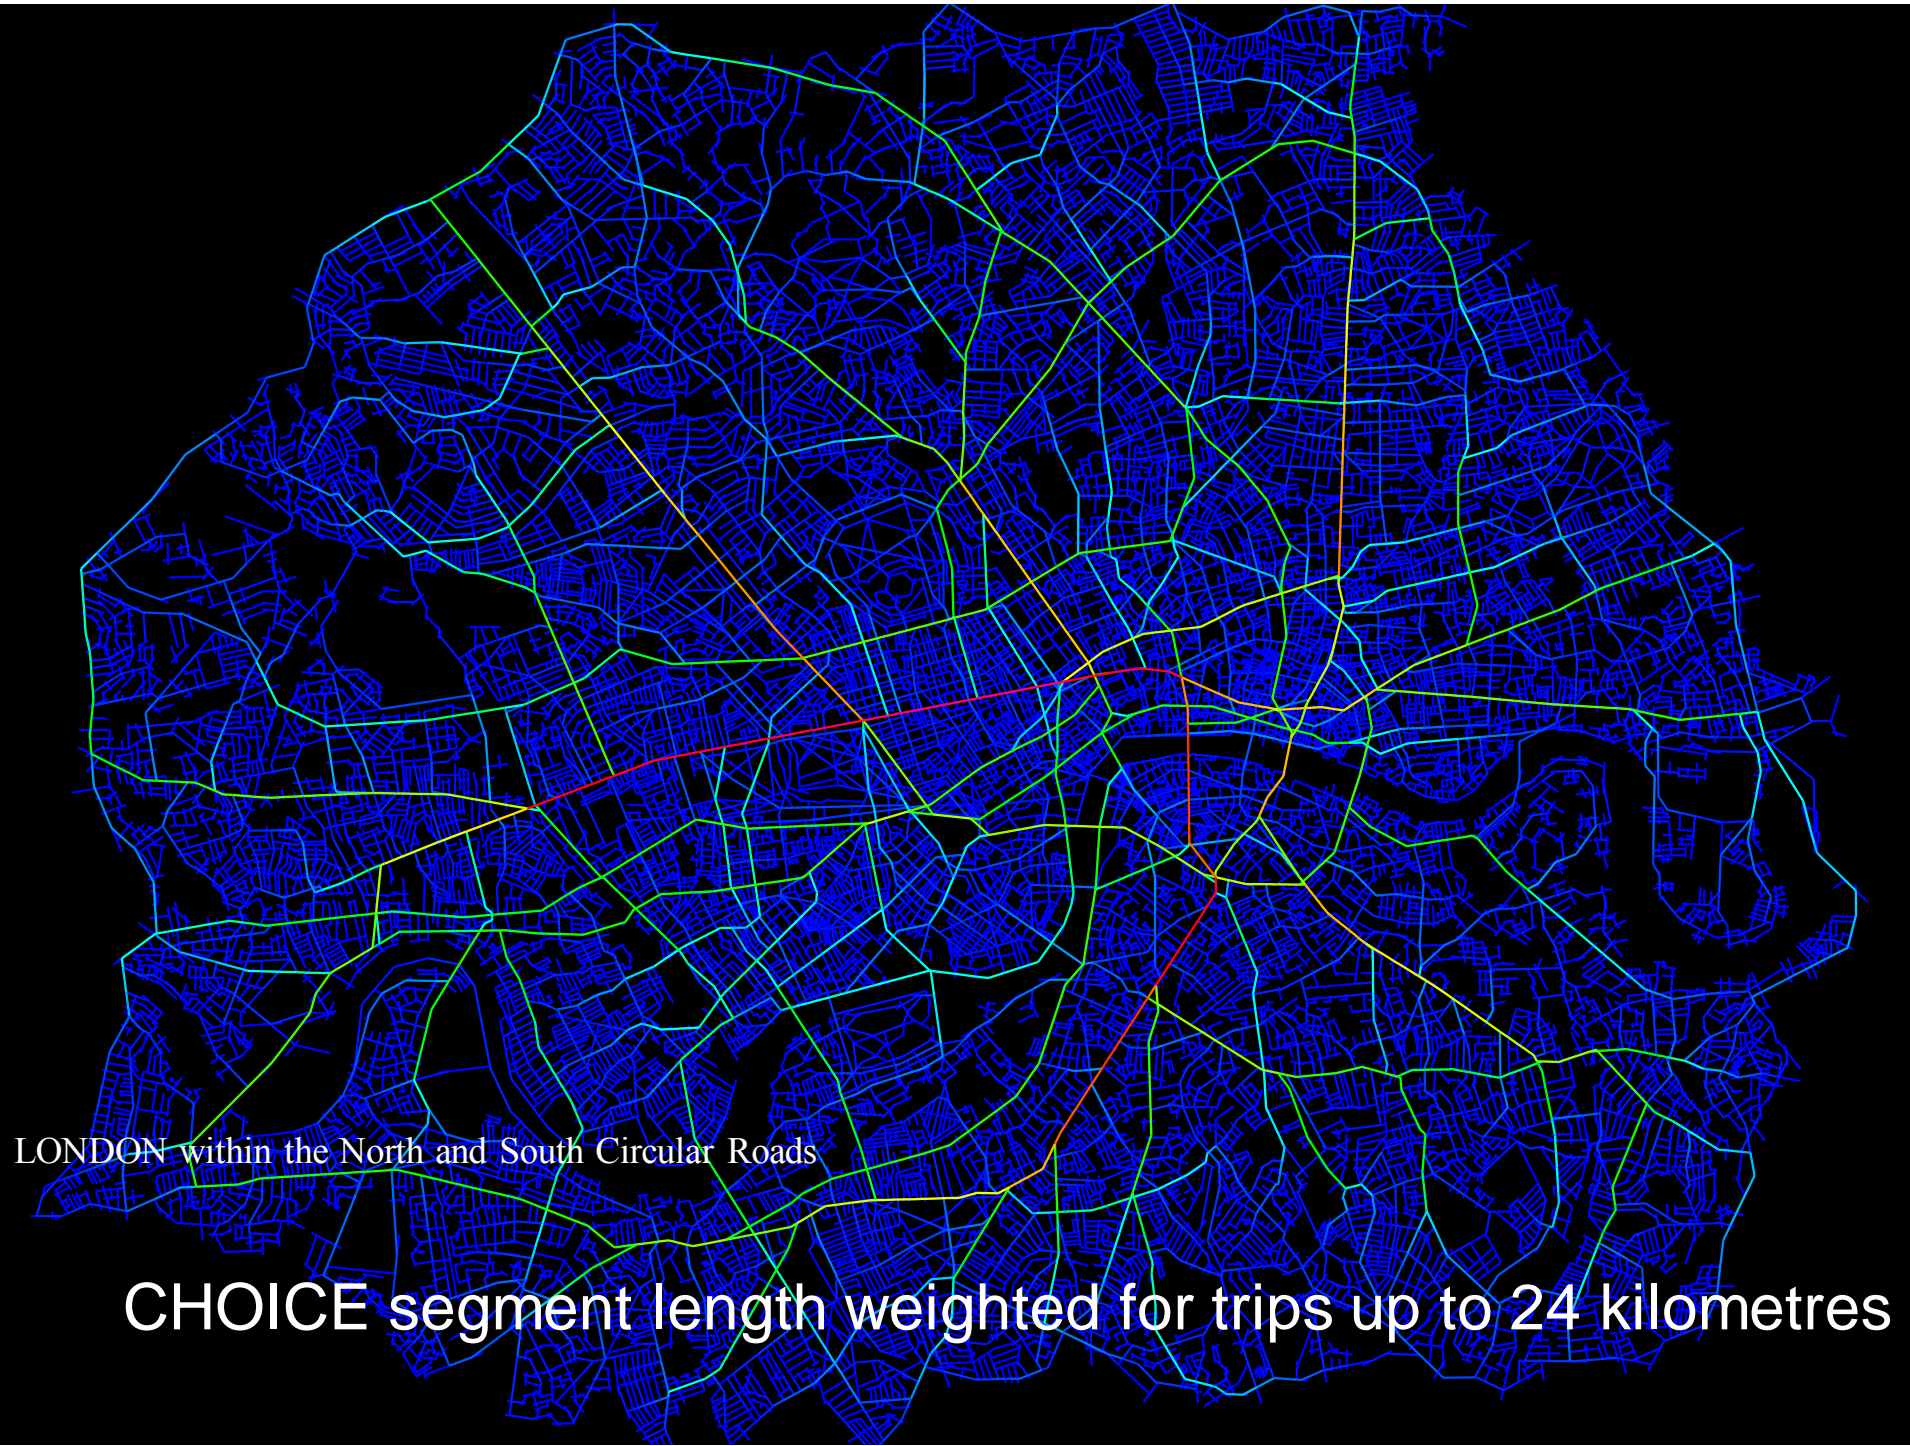 LONDON within the North and South Circular Roads
CHOICE segment length weighted for trips up to 24 kilometres